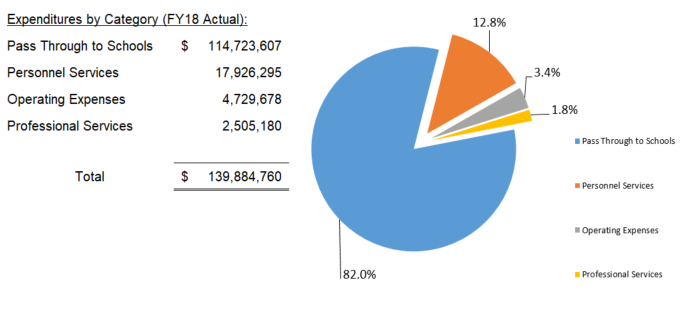 Expenditures by Category (FY18 Actual):
Pass Through to Schools $ 114,723,607
Personnel Services 17,926,295
Operating Expenses 4,729,678
Professional Services 2,505,180
Total $ 139,884,760
12.8%
3.4%
1.8%
82.0%
Pass Through to Schools
Personnel Services
Operating Expenses
Professional Services